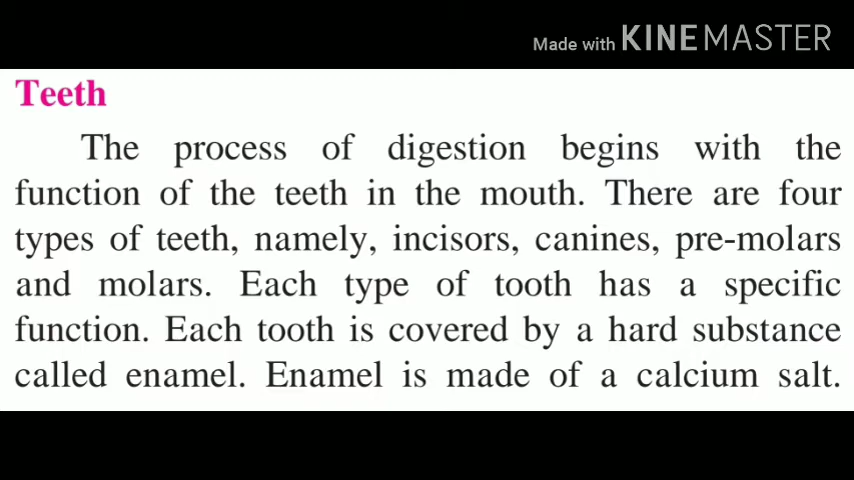 Made with KINEMASTER
Teeth
The process of digestion begins with the
function of the teeth in the mouth. There are four
types of teeth, namely, incisors, canines, pre-molars
and molars. Each type of tooth has a specific
function. Each tooth is covered by a hard substance
called enamel. Enamel is made of a calcium salt.